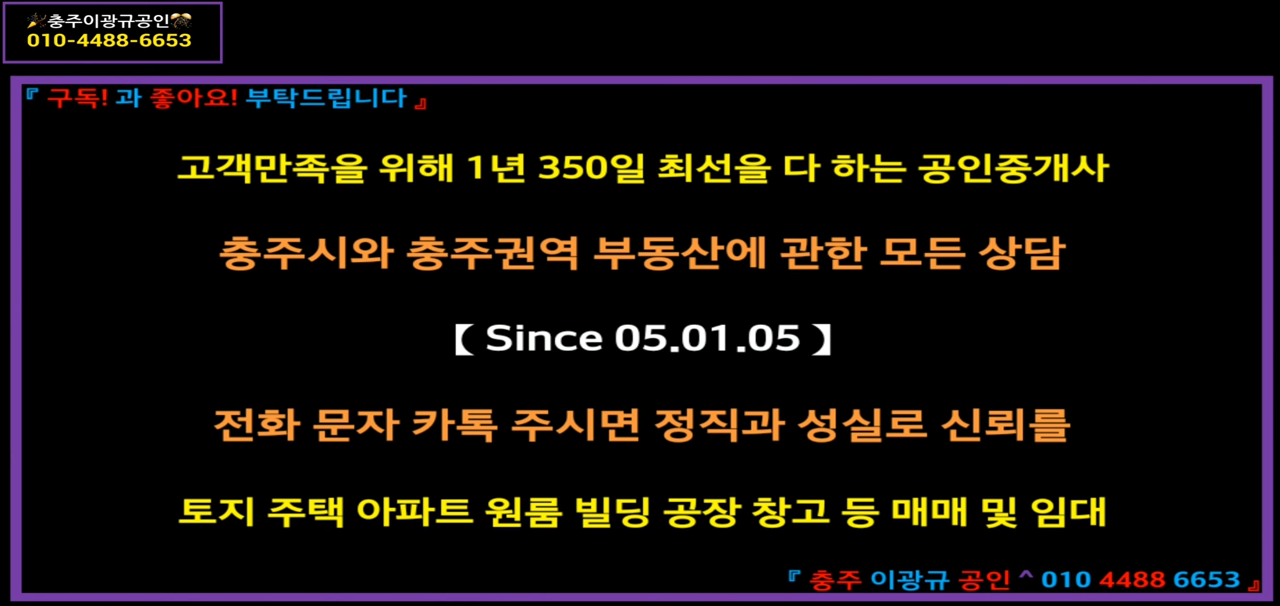 🎉충주이광규공인🎊
010-4488-6653
『 구독! 과 좋아요! 부탁드립니다 』
고객만족을 위해 1년 350일 최선을 다 하는 공인중개사
충주시와 충주권역 부동산에 관한 모든 상담
【 Since 05.01.05 】
전화 문자 카톡 주시면 정직과 성실로 신뢰를
토지 주택 아파트 원룸 빌딩 공장 창고 등 매매 및 임대
『 충주 이광규 공인 ^ 010 4488 6653 』